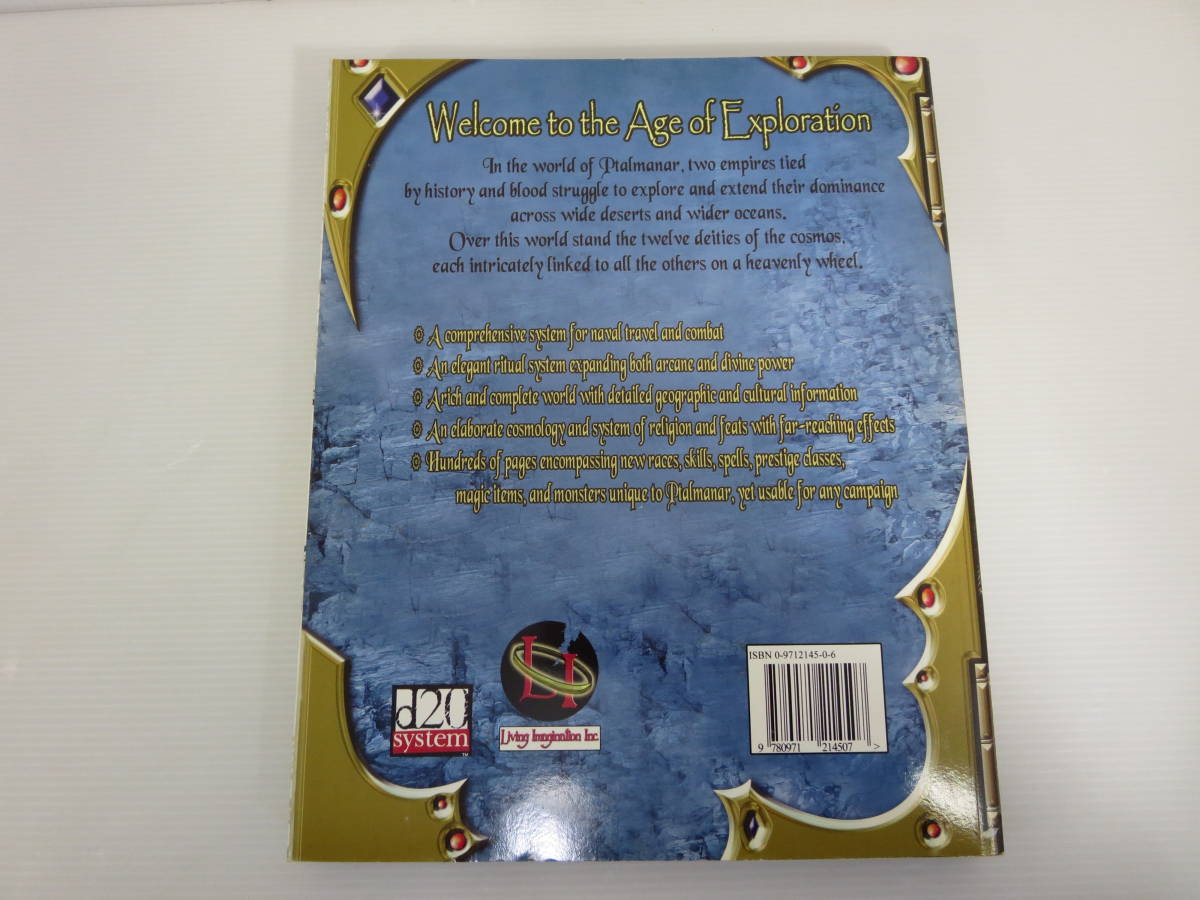 Welcome to the Age of Exploration
In the world of Ptalmanar, two empires tied
by history and blood struggle to explore and extend their dominance
across wide deserts and wider oceans.
Over this world stand the twelve deities of the cosmos,
each intricately linked to all the others on a heavenly wheel.
A comprehensive system for naval travel and combat
An elegant ritual system expanding both arcane and divine power
A rich and complete world with detailed geographic and cultural information
An elaborate cosmology and system of religion and feats with far-reaching effects
Hundreds of pages encompassing new races, skills, spells, prestige classes,
magic items, and monsters unique to Ptalmanar, yet usable for any campaign
d20
system™
LI
Living Imagination Inc.
ISBN 0-9712145-0-6
9 780971 214507 >